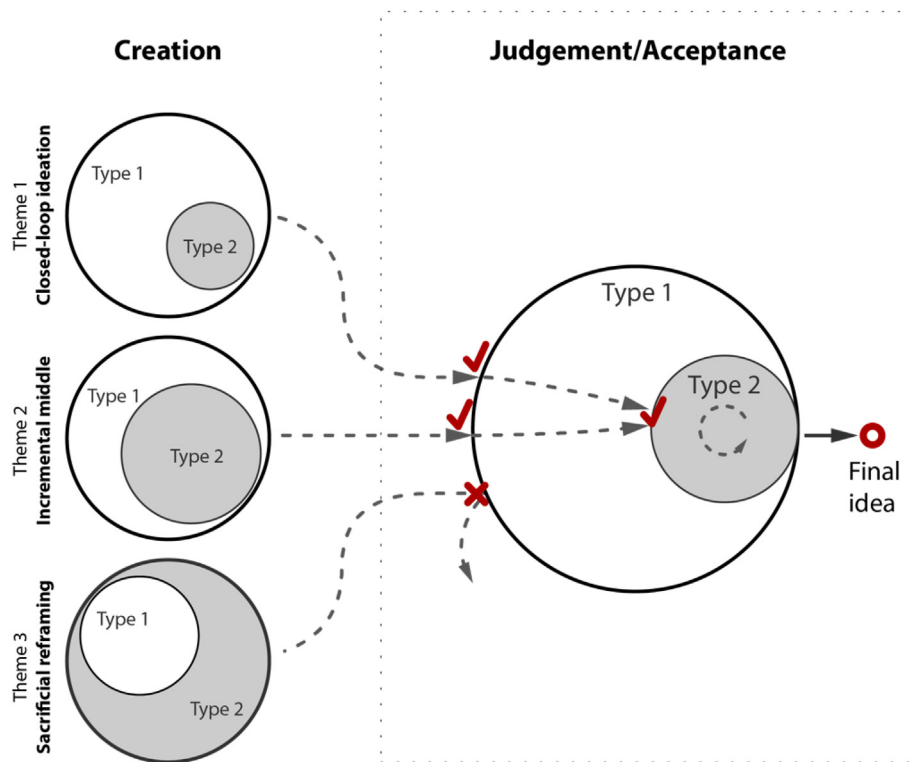 Creation
Judgement/Acceptance
Theme 1
Closed-loop ideation
Type 1
Type 2
Theme 2
Incremental middle
Type 1
Type 2
Theme 3
Sacrificial reframing
Type 1
Type 2
Type 1
Type 2
Final
idea